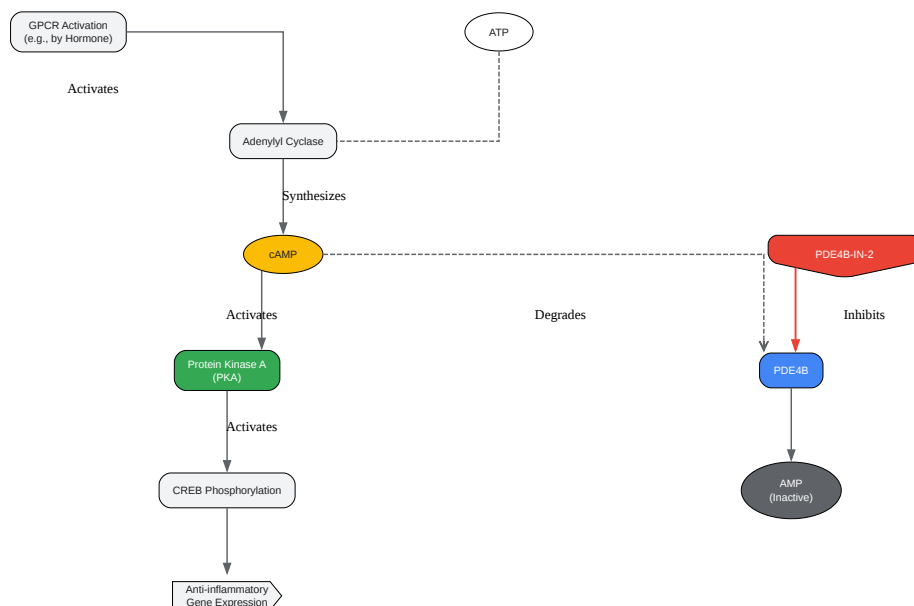 GPCR Activation
(e.g., by Hormone)
ATP
Activates
Adenylyl Cyclase
Synthesizes
cAMP
PDE4B-IN-2
Activates
Degrades
Inhibits
Protein Kinase A
(PKA)
PDE4B
Activates
CREB Phosphorylation
AMP
(Inactive)
Anti-inflammatory
Gene Expression